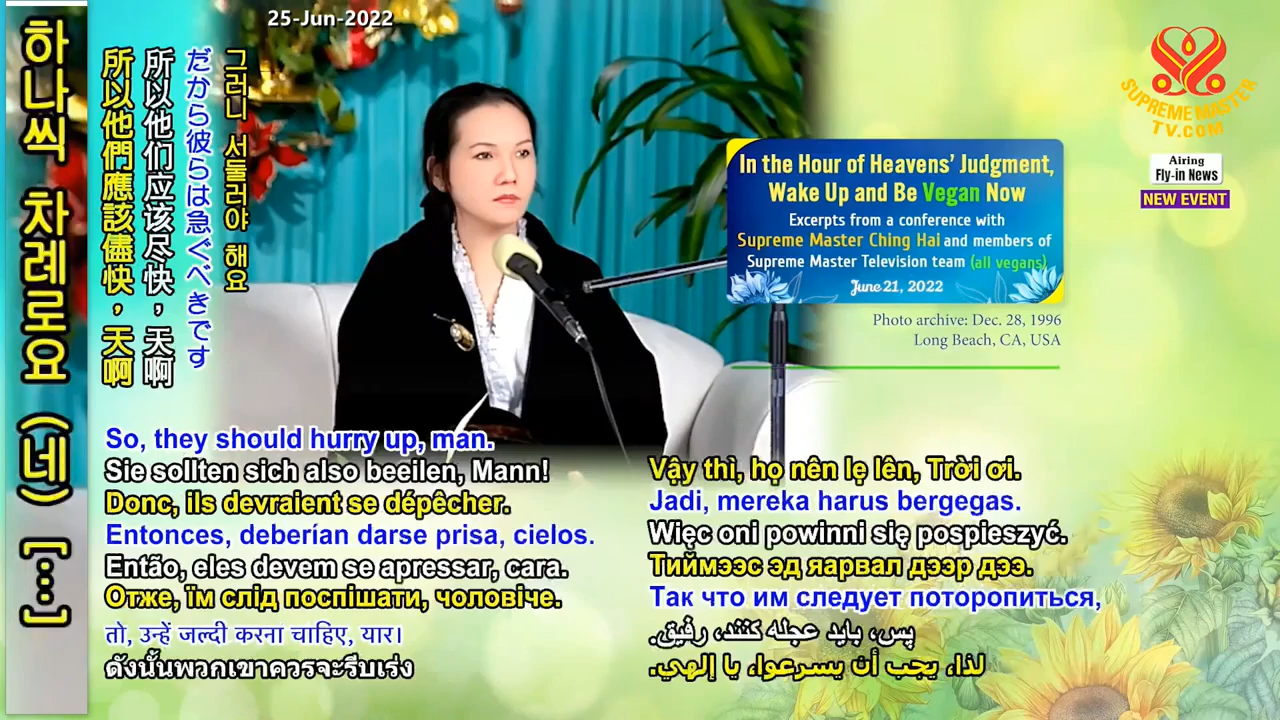 25-Jun-2022
하나씩 차례로요 (네) […]
所以他們應該儘快，天啊
所以他们应该尽快，天啊
だから彼らは急ぐべきです
그러니 서둘러야 해요
SUPREME MASTER
TV.COM
Airing
Fly-in News
NEW EVENT
In the Hour of Heavens' Judgment,
Wake Up and Be Vegan Now
Excerpts from a conference with
Supreme Master Ching Hai and members of
Supreme Master Television team (all vegans)
June 21, 2022
Photo archive: Dec. 28, 1996
Long Beach, CA, USA
So, they should hurry up, man.
Sie sollten sich also beeilen, Mann!
Donc, ils devraient se dépêcher.
Entonces, deberían darse prisa, cielos.
Então, eles devem se apressar, cara.
Отже, їм слід поспішати, чоловіче.
तो, उन्हें जल्दी करना चाहिए, यार।
ดังนั้นพวกเขาควรจะรีบเร่ง
Vậy thì, họ nên lẹ lên, Trời ơi.
Jadi, mereka harus bergegas.
Więc oni powinni się pospieszyć.
Тиймээс эд яарвал дээр дээ.
Так что им следует поторопиться,
پس، باید عجله کنند، رفیق.
لذا، يجب أن يسرعوا، يا إلهي.